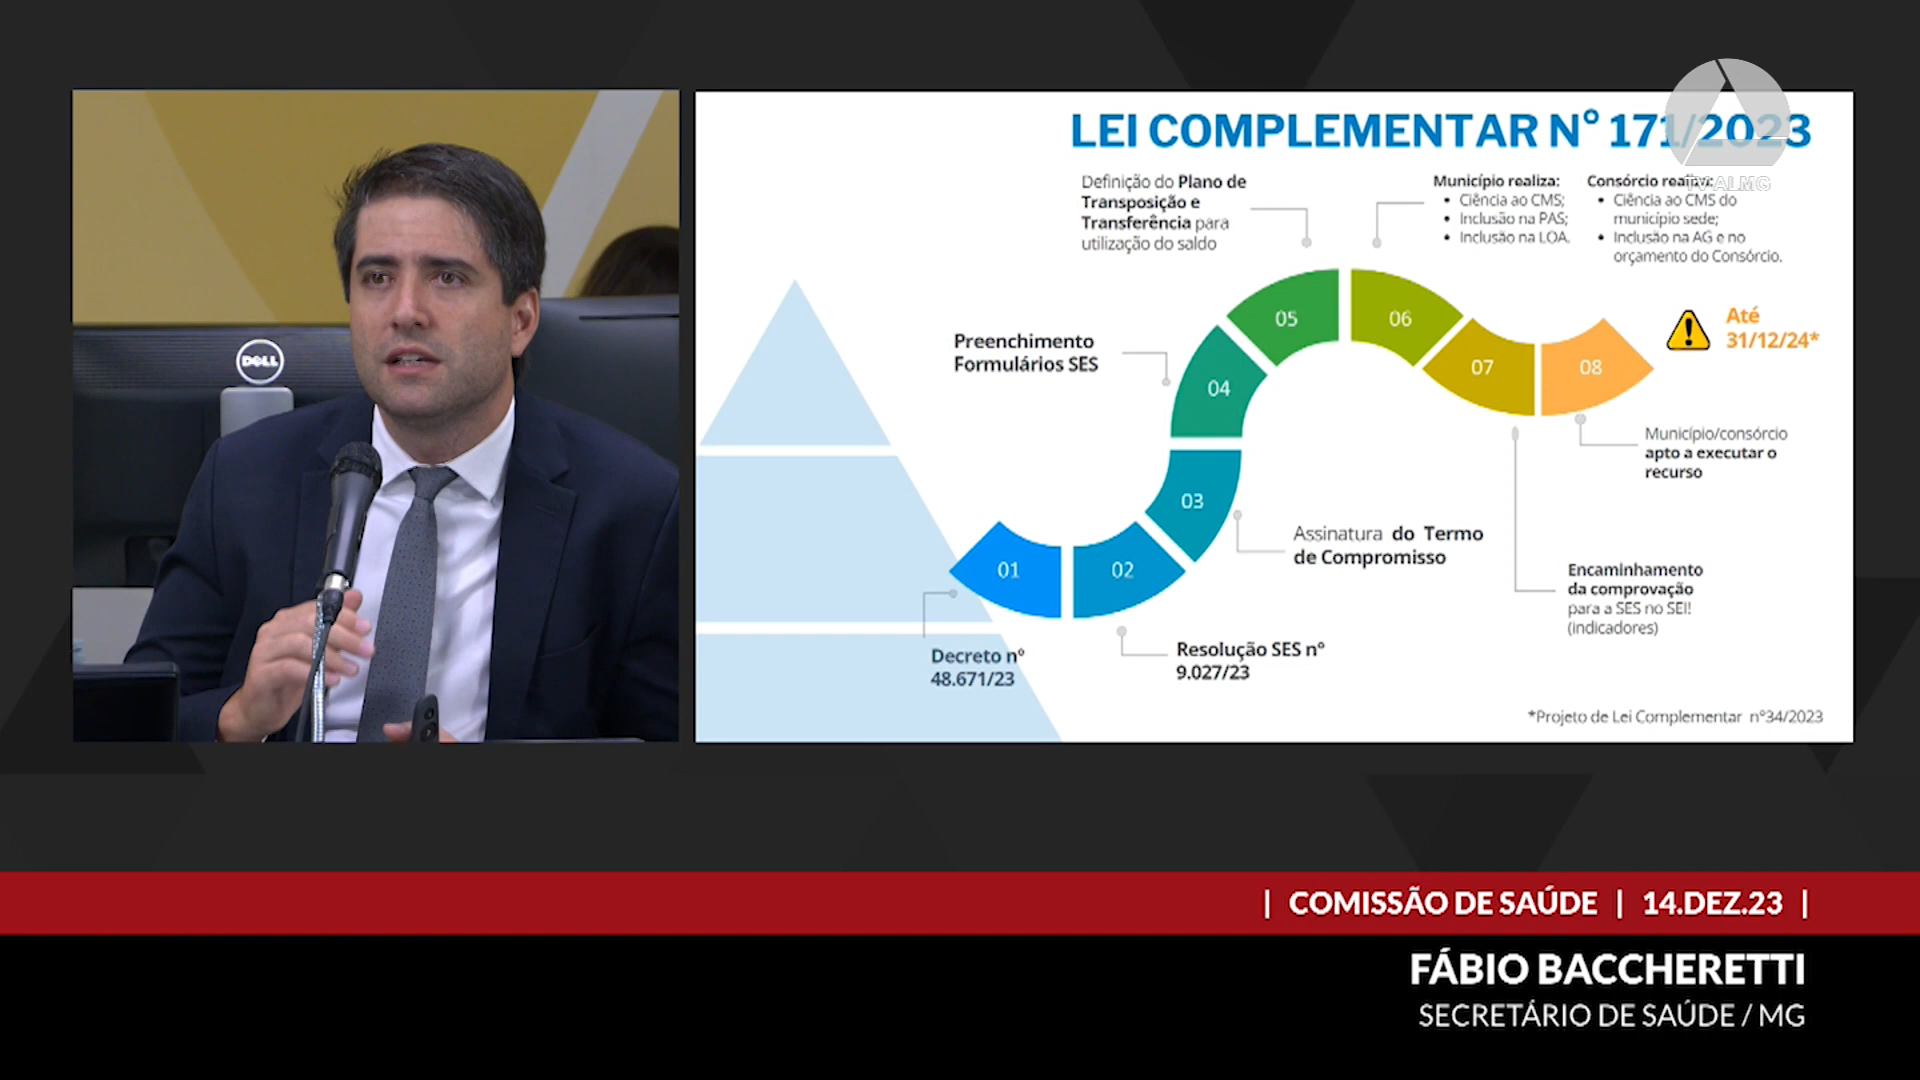 DELL
LEI COMPLEMENTAR N° 171/2023
TV ALMG
Definição do Plano de
Transposição e
Transferência para
utilização do saldo
Município realiza:
• Ciência ao CMS;
• Inclusão na PAS;
• Inclusão na LOA.
Consórcio realiza:
• Ciência ao CMS do
município sede;
• Inclusão na AG e no
orçamento do Consórcio.
Preenchimento
Formulários SES
05
06
04
07
08
Até
31/12/24*
Município/consórcio
apto a executar o
recurso
03
Assinatura do Termo
de Compromisso
01
02
Encaminhamento
da comprovação
para a SES no SEI!
(indicadores)
Decreto nº
48.671/23
Resolução SES nº
9.027/23
*Projeto de Lei Complementar nº34/2023
| COMISSÃO DE SAÚDE | 14.DEZ.23 |
FÁBIO BACCHERETTI
SECRETÁRIO DE SAÚDE / MG